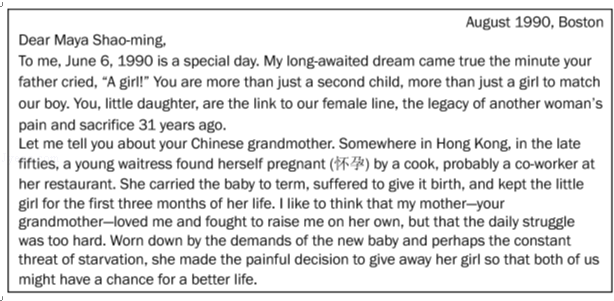 August 1990, Boston
Dear Maya Shao-ming,
To me, June 6, 1990 is a special day. My long-awaited dream came true the minute your
father cried, “A girl!” You are more than just a second child, more than just a girl to match
our boy. You, little daughter, are the link to our female line, the legacy of another woman’s
pain and sacrifice 31 years ago.
Let me tell you about your Chinese grandmother. Somewhere in Hong Kong, in the late
fifties, a young waitress found herself pregnant (怀孕) by a cook, probably a co-worker at
her restaurant. She carried the baby to term, suffered to give it birth, and kept the little
girl for the first three months of her life. I like to think that my mother—your
grandmother—loved me and fought to raise me on her own, but that the daily struggle
was too hard. Worn down by the demands of the new baby and perhaps the constant
threat of starvation, she made the painful decision to give away her girl so that both of us
might have a chance for a better life.